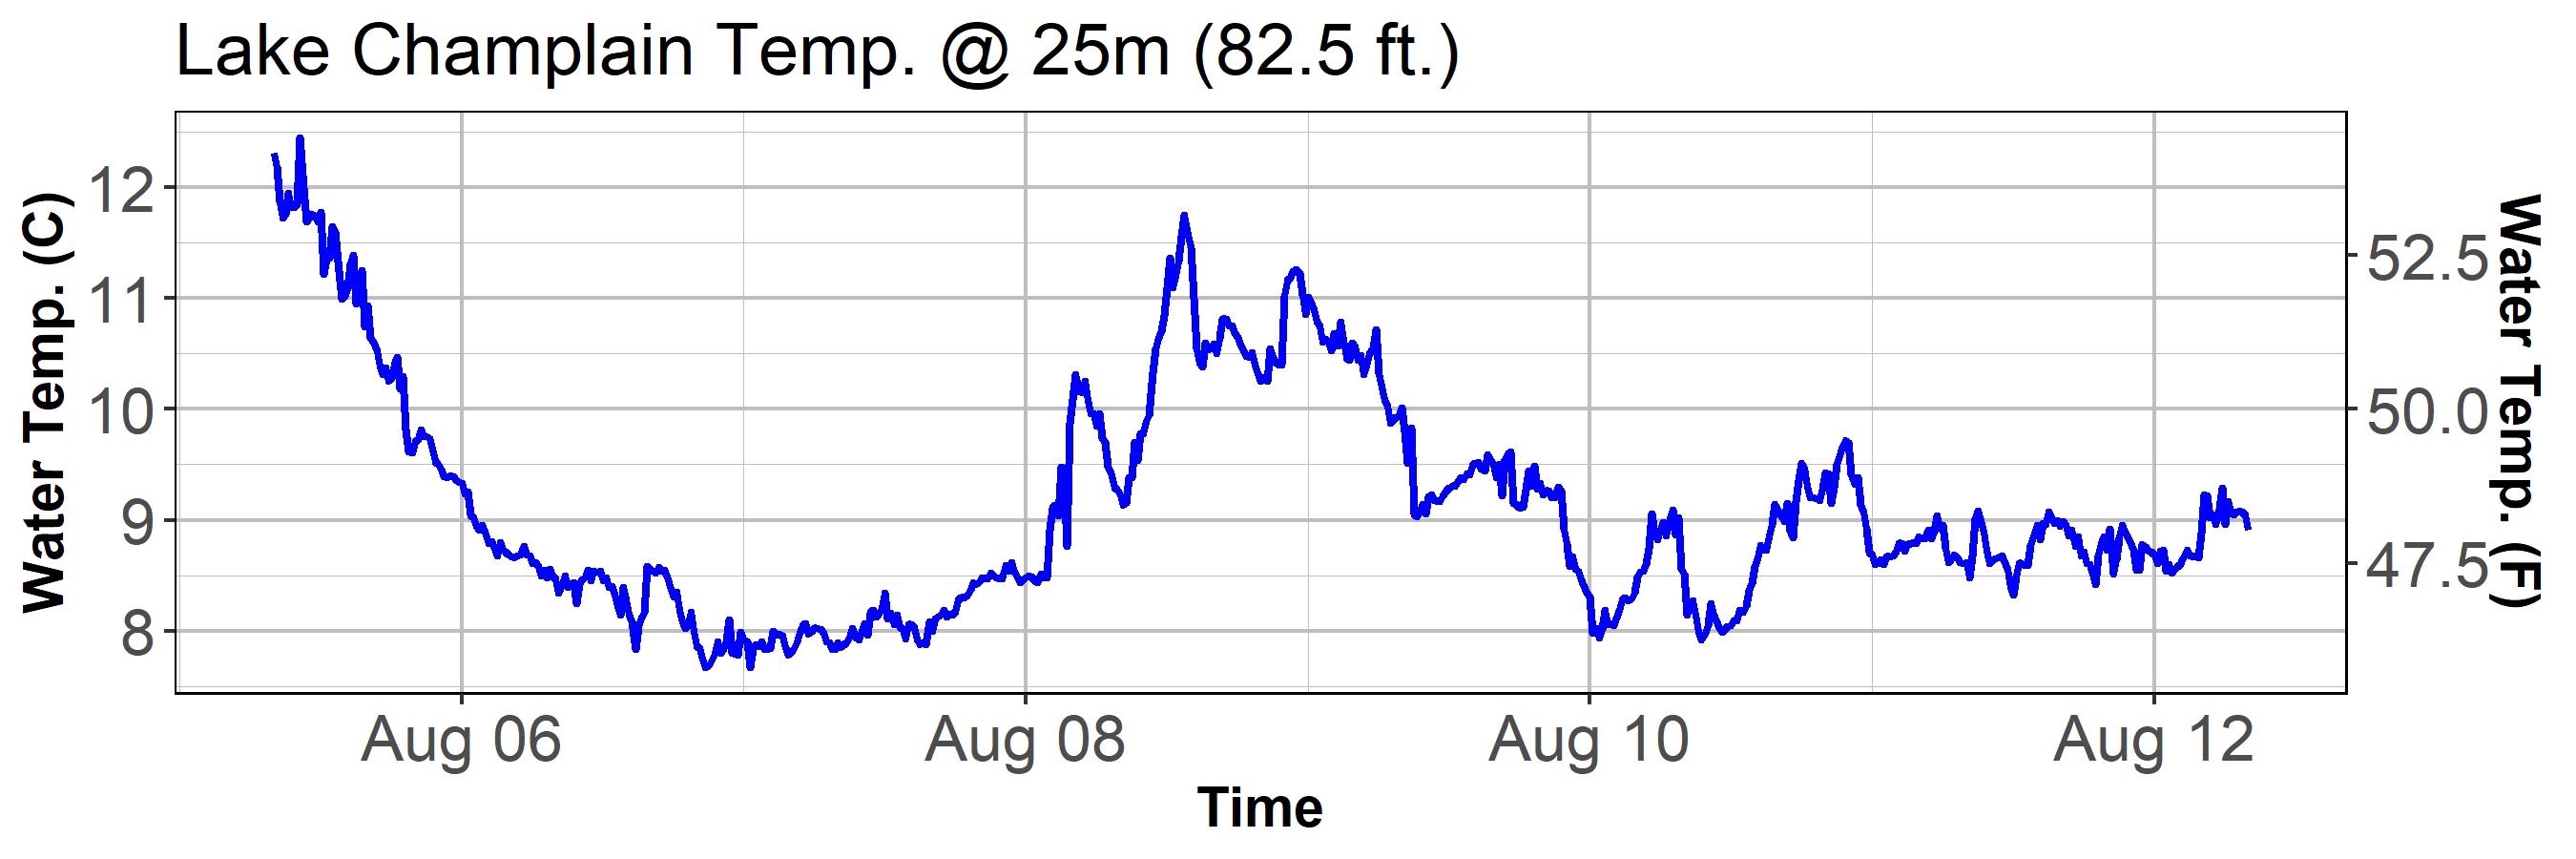 Lake Champlain Temp. @ 25m (82.5 ft.)
Water Temp. (C)
12
11
10
9
8
52.5
50.0
47.5
Water Temp. (F)
Aug 06
Aug 08
Aug 10
Aug 12
Time